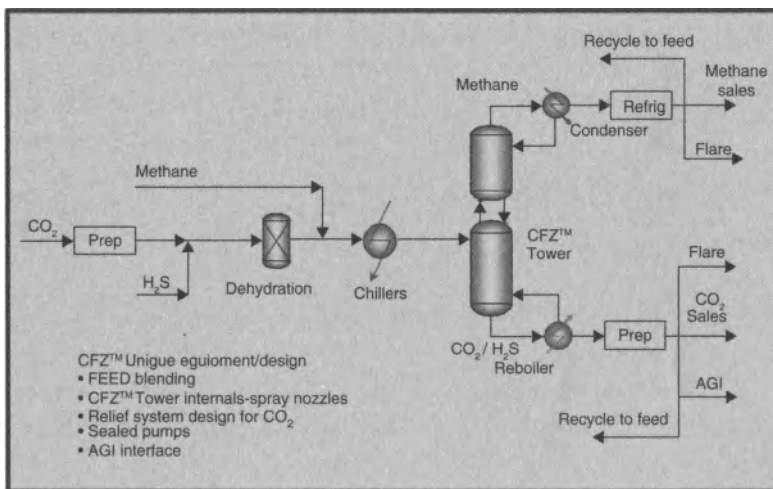 Recycle to feed
Methane
Methane
sales
Refrig
Condenser
Flare
Methane
CO₂
Prep
H₂S
Dehydration
Chillers
CFZ™
Tower
Flare
CO₂
Sales
Prep
CO₂ / H₂S
Reboiler
AGI
Recycle to feed
CFZ™ Unigue eguioment/design
• FEED blending
• CFZ™ Tower internals-spray nozzles
• Relief system design for CO₂
• Sealed pumps
• AGI interface